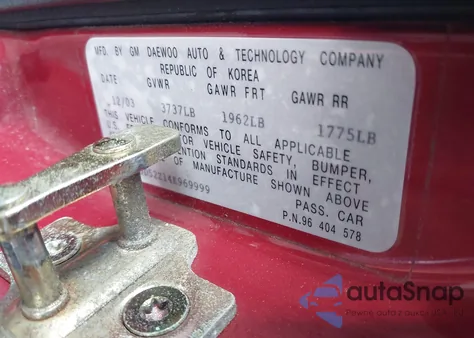 MFD. BY GM DAEWOO AUTO & TECHNOLOGY COMPANY
REPUBLIC OF KOREA
DATE GVWR GAWR FRT GAWR RR
12/03 3737LB 1962LB 1775LB
THIS VEHICLE CONFORMS TO ALL APPLICABLE
U.S. FOR VEHICLE SAFETY, BUMPER,
STANDARDS IN EFFECT
OF MANUFACTURE SHOWN ABOVE
PASS. CAR
P.N.96 404 578
autoSnap